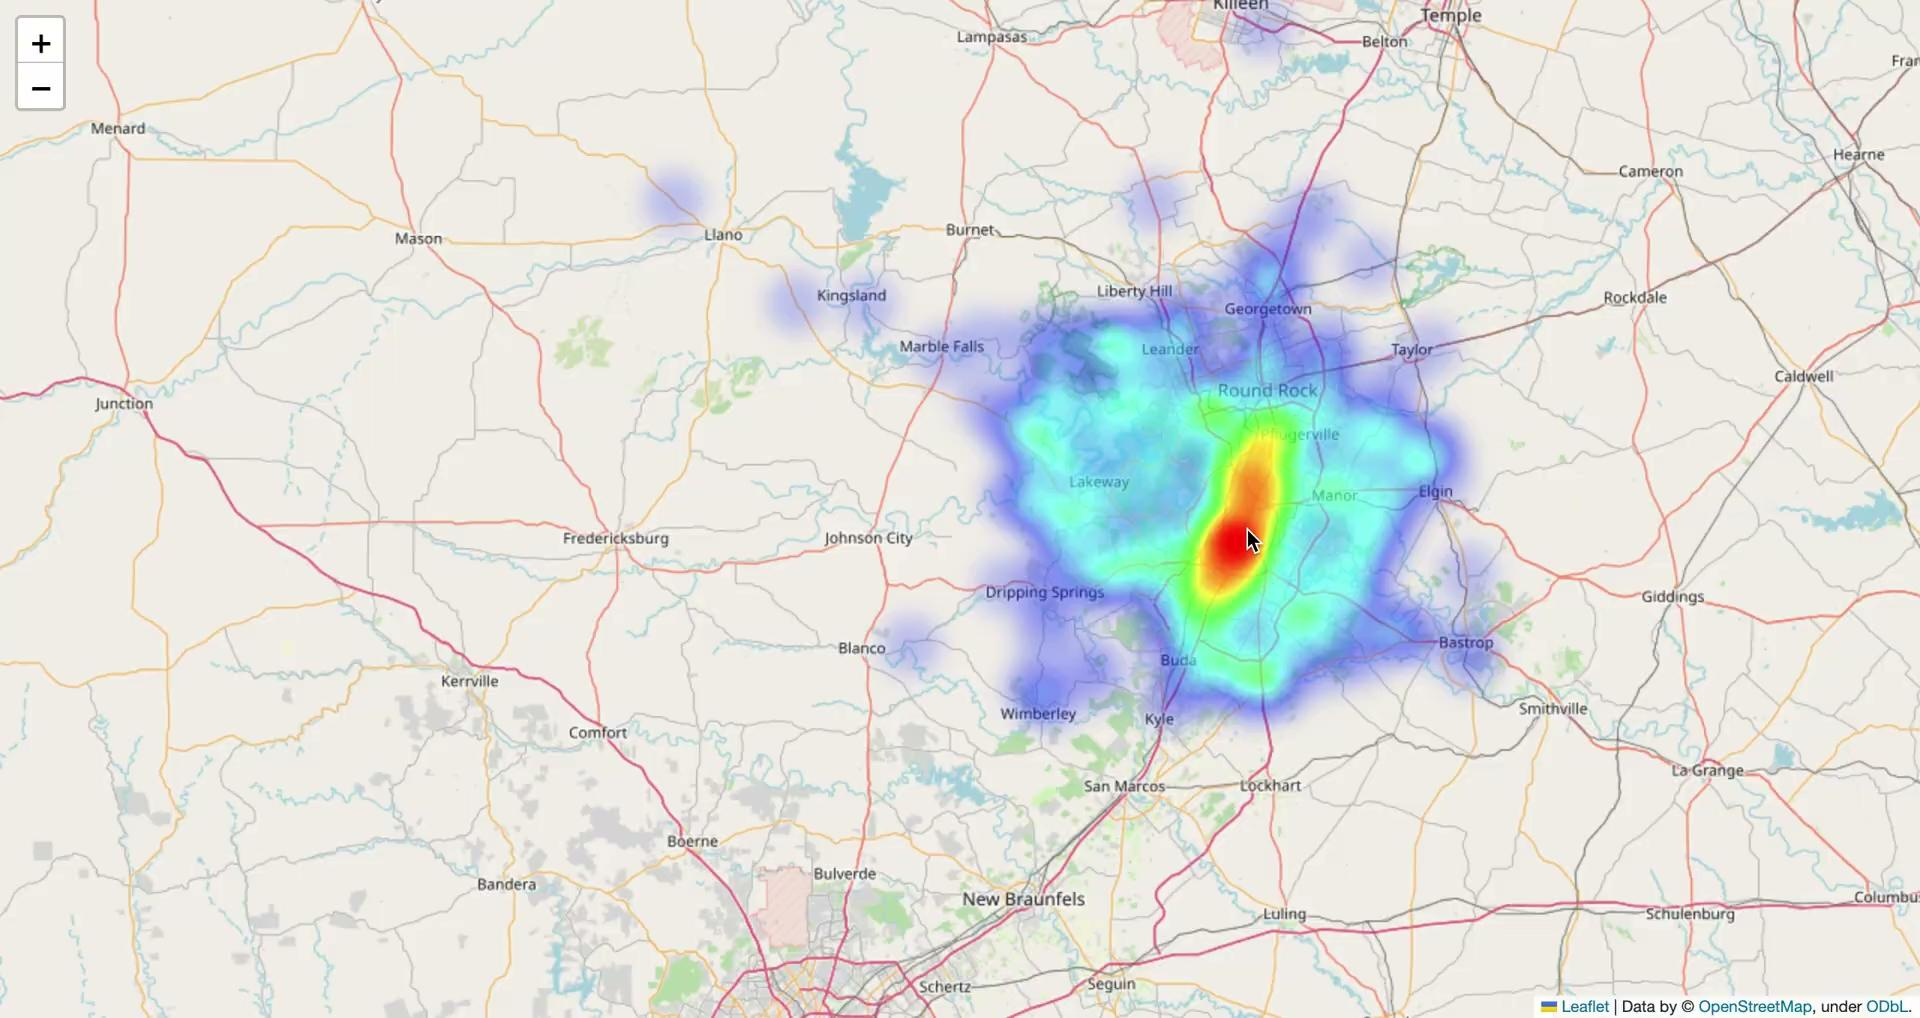 +
−
Killeen
Temple
Lampasas
Belton
Fran
Menard
Hearne
Cameron
Mason
Llano
Burnet
Kingsland
Liberty Hill
Georgetown
Rockdale
Marble Falls
Leander
Taylor
Caldwell
Junction
Round Rock
Pflugerville
Lakeway
Manor
Elgin
Fredericksburg
Johnson City
Dripping Springs
Giddings
Blanco
Buda
Bastrop
Kerrville
Wimberley
Kyle
Smithville
Comfort
San Marcos
Lockhart
La Grange
Boerne
Bulverde
Bandera
New Braunfels
Luling
Schulenburg
Columbus
Schertz
Seguin
Leaflet | Data by © OpenStreetMap, under ODbL.